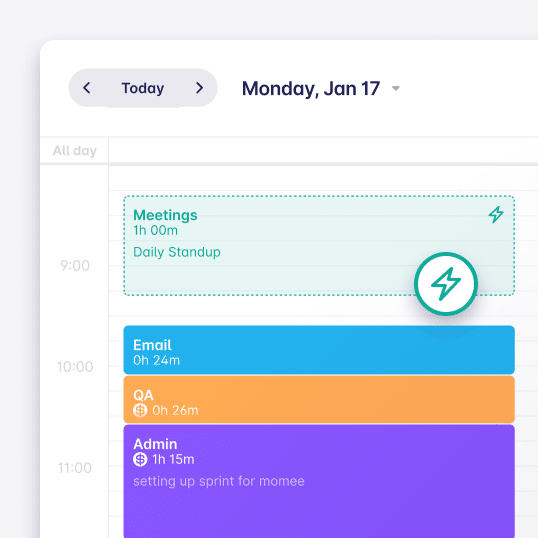 Today
Monday, Jan 17
All day
Meetings
1h 00m
Daily Standup
9:00
Email
0h 24m
10:00
QA
0h 26m
Admin
1h 15m
11:00
setting up sprint for momee